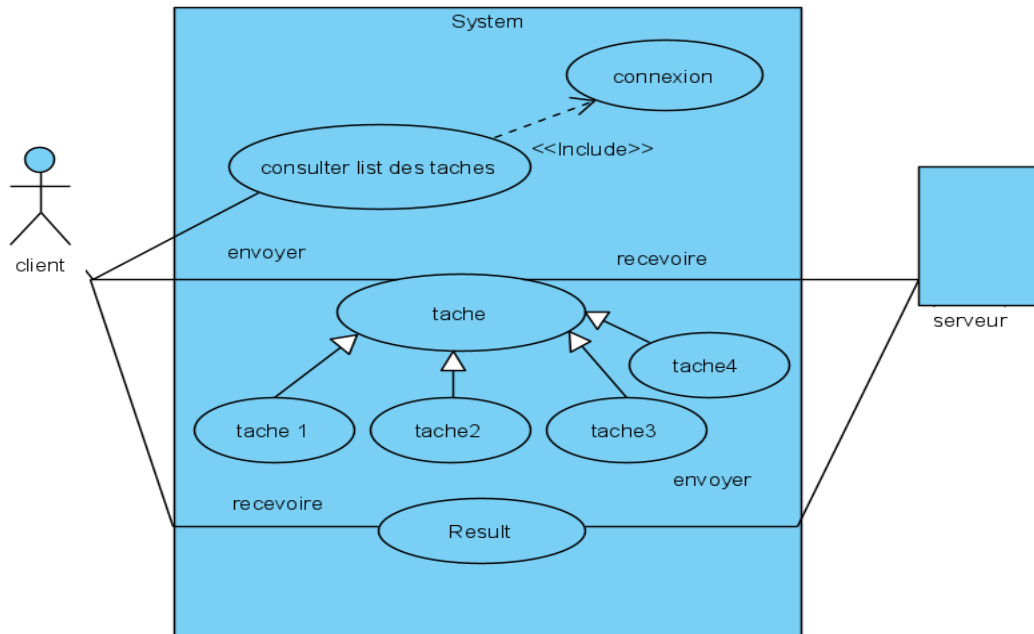 System
connexion
<<Include>>
consulter list des taches
client
envoyer
recevoire
serveur
tache
tache4
tache 1
tache2
tache3
envoyer
recevoire
Result